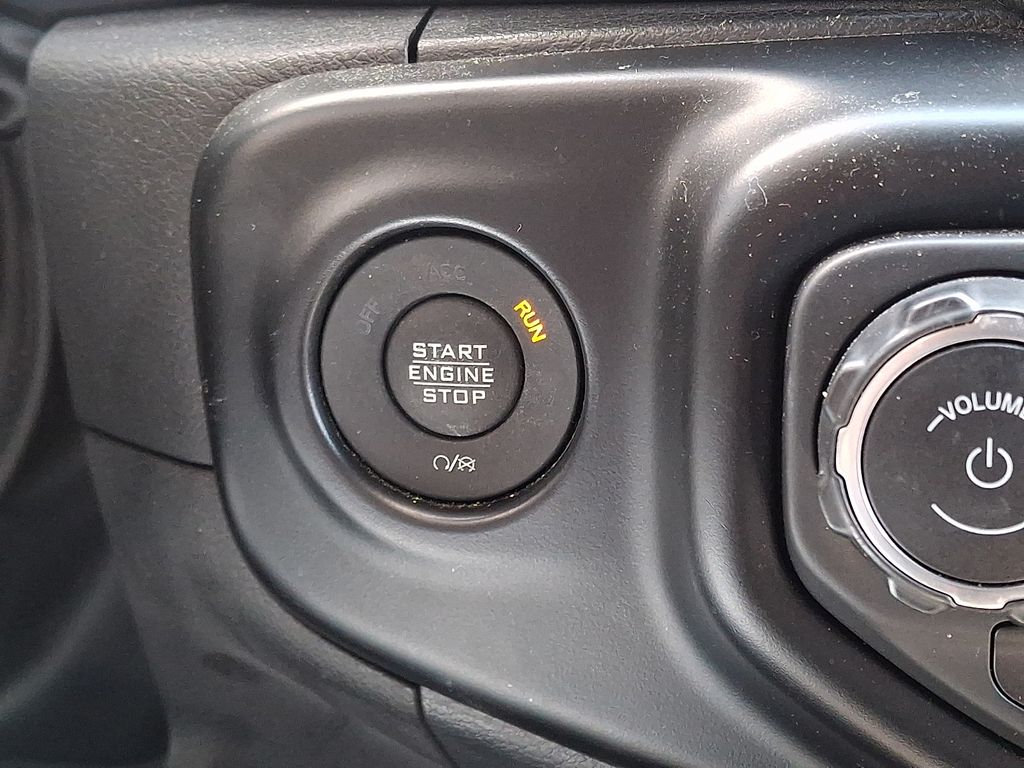 ACC
OFF
RUN
START
ENGINE
STOP
VOLUME